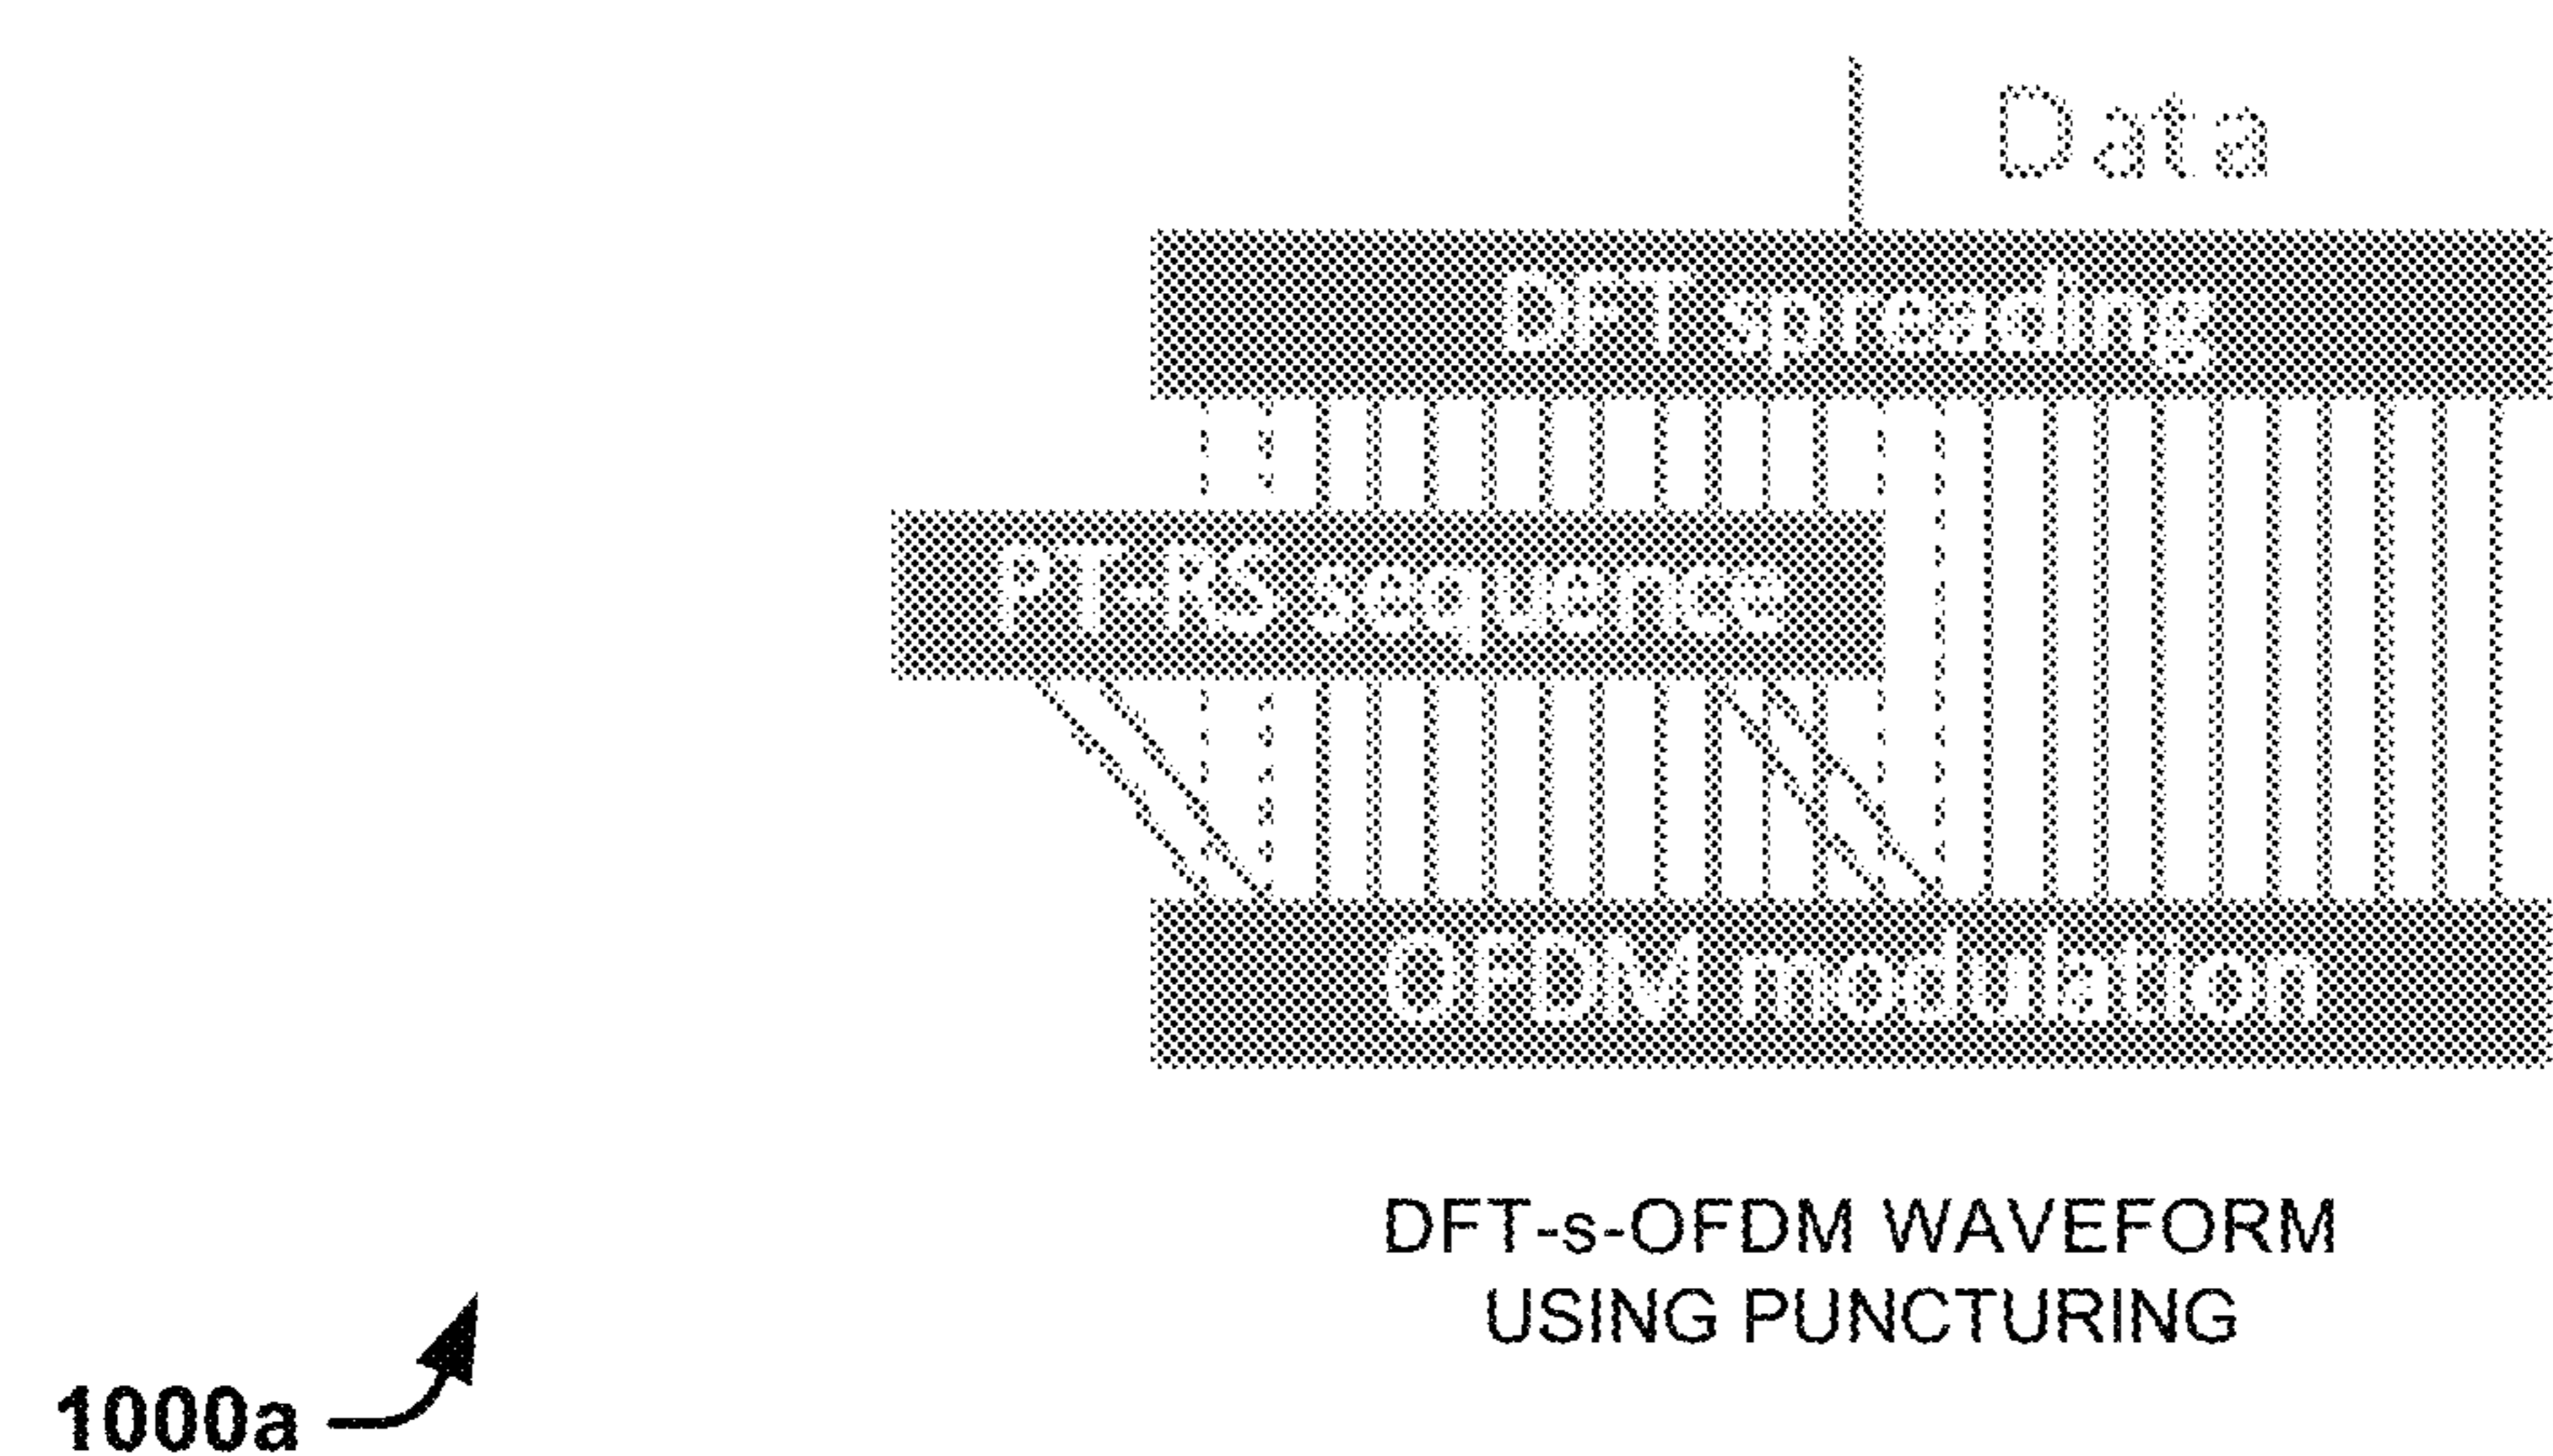 Data
DFT spreading
PT-RS sequence
OFDM modulation
DFT-s-OFDM WAVEFORM
USING PUNCTURING
1000a